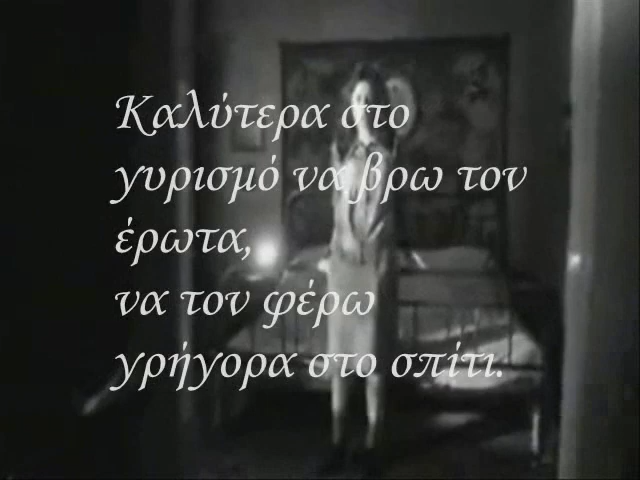 Καλύτερα στο
γυρισμό να βρω τον
έρωτα,
να τον φέρω
γρήγορα στο σπίτι.